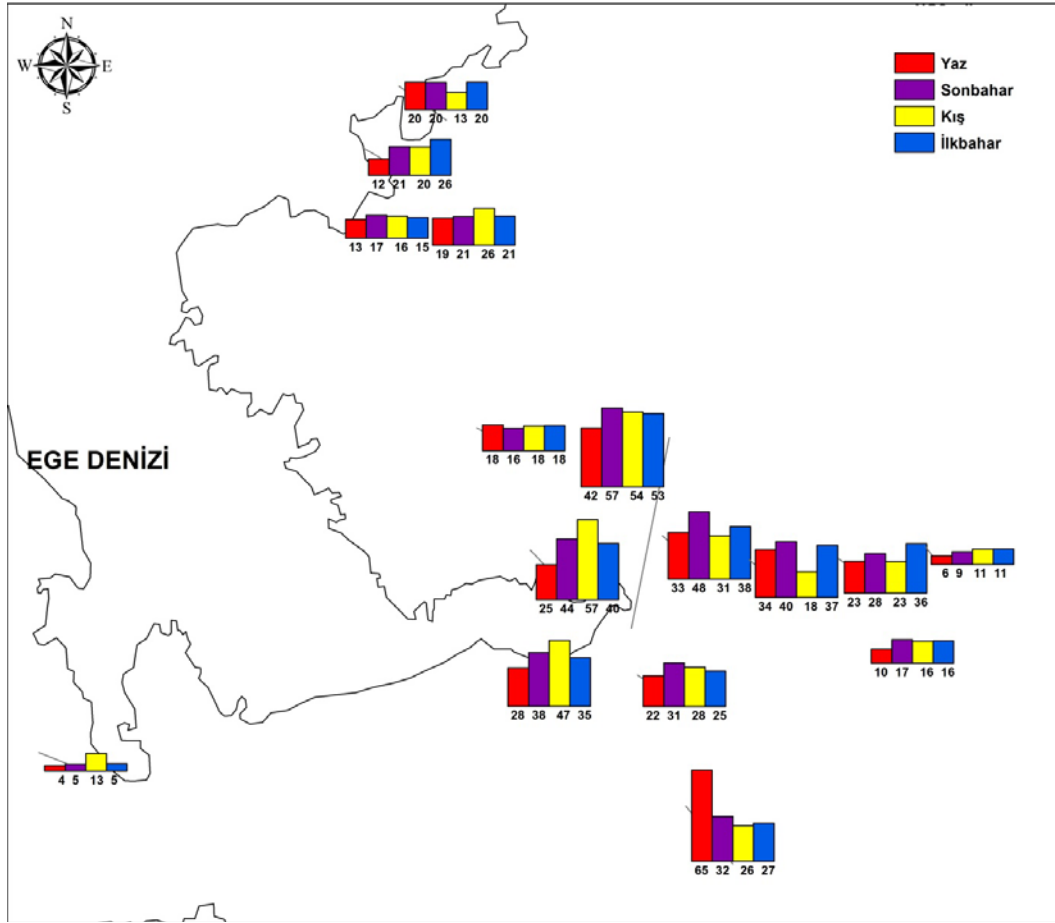 N
W E
S
Yaz
Sonbahar
Kış
İlkbahar
20 20 13 20
12 21 20 26
13 17 16 15
19 21 26 21
EGE DENİZİ
18 16 18 18
42 57 54 53
25 44 57 40
33 48 31 38
34 40 18 37
23 28 23 36
6 9 11 11
28 38 47 35
22 31 28 25
10 17 16 16
4 5 13 5
65 32 26 27